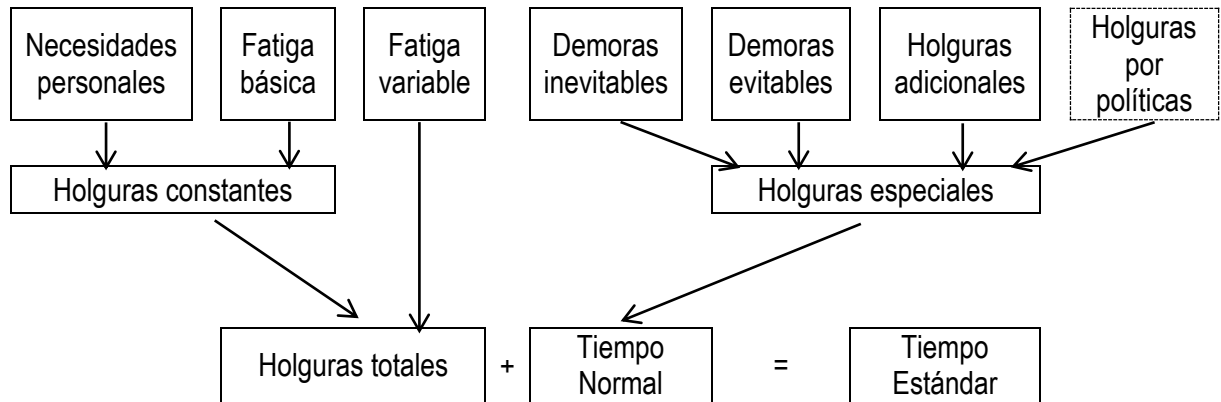 Necesidades
personales
Fatiga
básica
Fatiga
variable
Demoras
inevitables
Demoras
evitables
Holguras
adicionales
Holguras
por
políticas
Holguras constantes
Holguras especiales
Holguras totales
+
Tiempo
Normal
=
Tiempo
Estándar